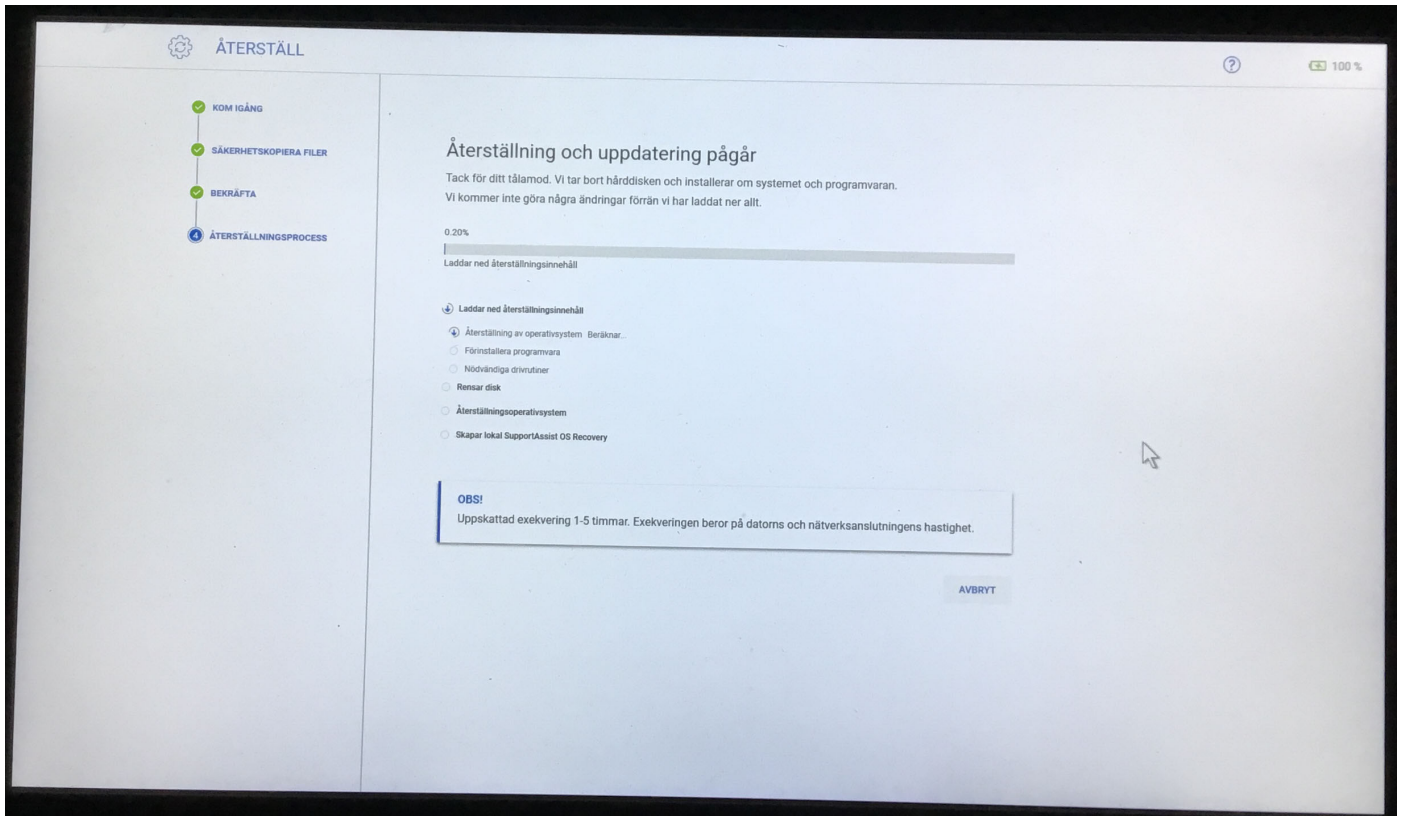 ÅTERSTÄLL
100 %
KOM IGÅNG
SÄKERHETSKOPIERA FILER
BEKRÄFTA
4 ÅTERSTÄLLNINGSPROCESS
Återställning och uppdatering pågår
Tack för ditt tålamod. Vi tar bort hårddisken och installerar om systemet och programvaran.
Vi kommer inte göra några ändringar förrän vi har laddat ner allt.
0.20%
Laddar ned återställningsinnehåll
Laddar ned återställningsinnehåll
Återställning av operativsystem Beräknar...
Förinstallera programvara
Nödvändiga drivrutiner
Rensar disk
Återställningsoperativsystem
Skapar lokal SupportAssist OS Recovery
OBS!
Uppskattad exekvering 1-5 timmar. Exekveringen beror på datorns och nätverksanslutningens hastighet.
AVBRYT